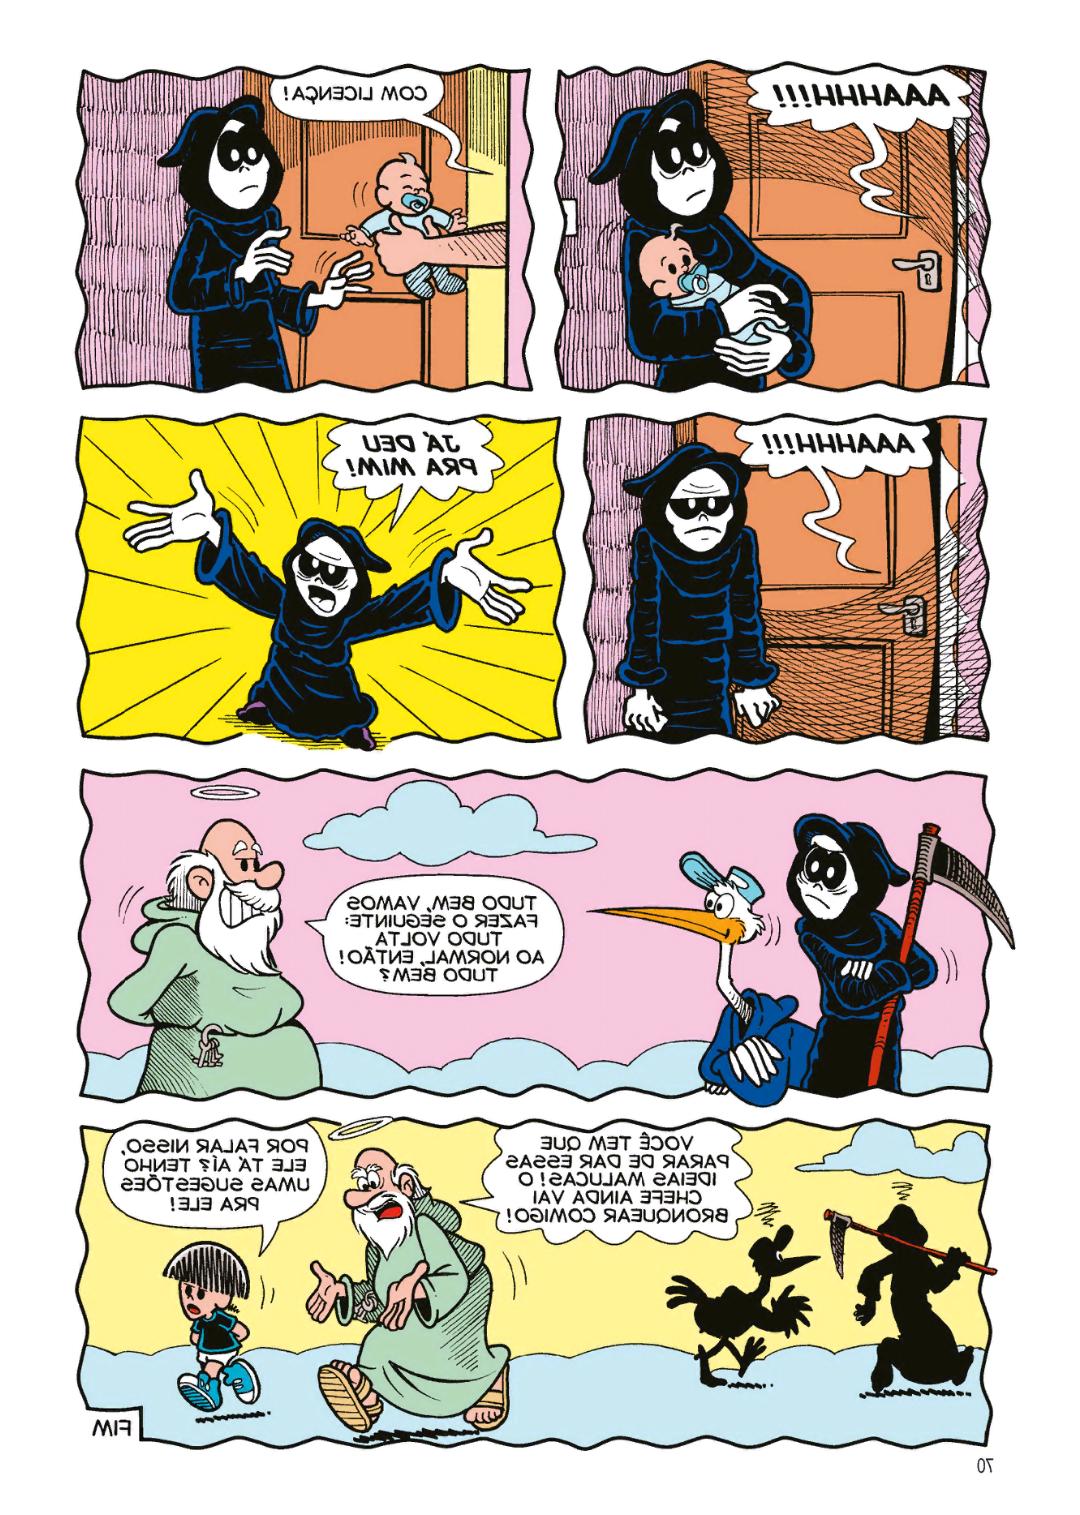 AAAHHH!!!
COM LICENÇA!
AAAHHH!!!
JÁ DEU
PRA MIM!
TUDO BEM, VAMOS
FAZER O SEGUINTE:
TUDO VOLTA
AO NORMAL, ENTÃO!
TUDO BEM?
VOCÊ TEM QUE
PARAR DE DAR ESSAS
IDEIAS MALUCAS! O
CHEFE AINDA VAI
BRONQUEAR COMIGO!
POR FALAR NISSO,
ELE TÁ AÍ? TENHO
UMAS SUGESTÕES
PRA ELE!
FIM
70